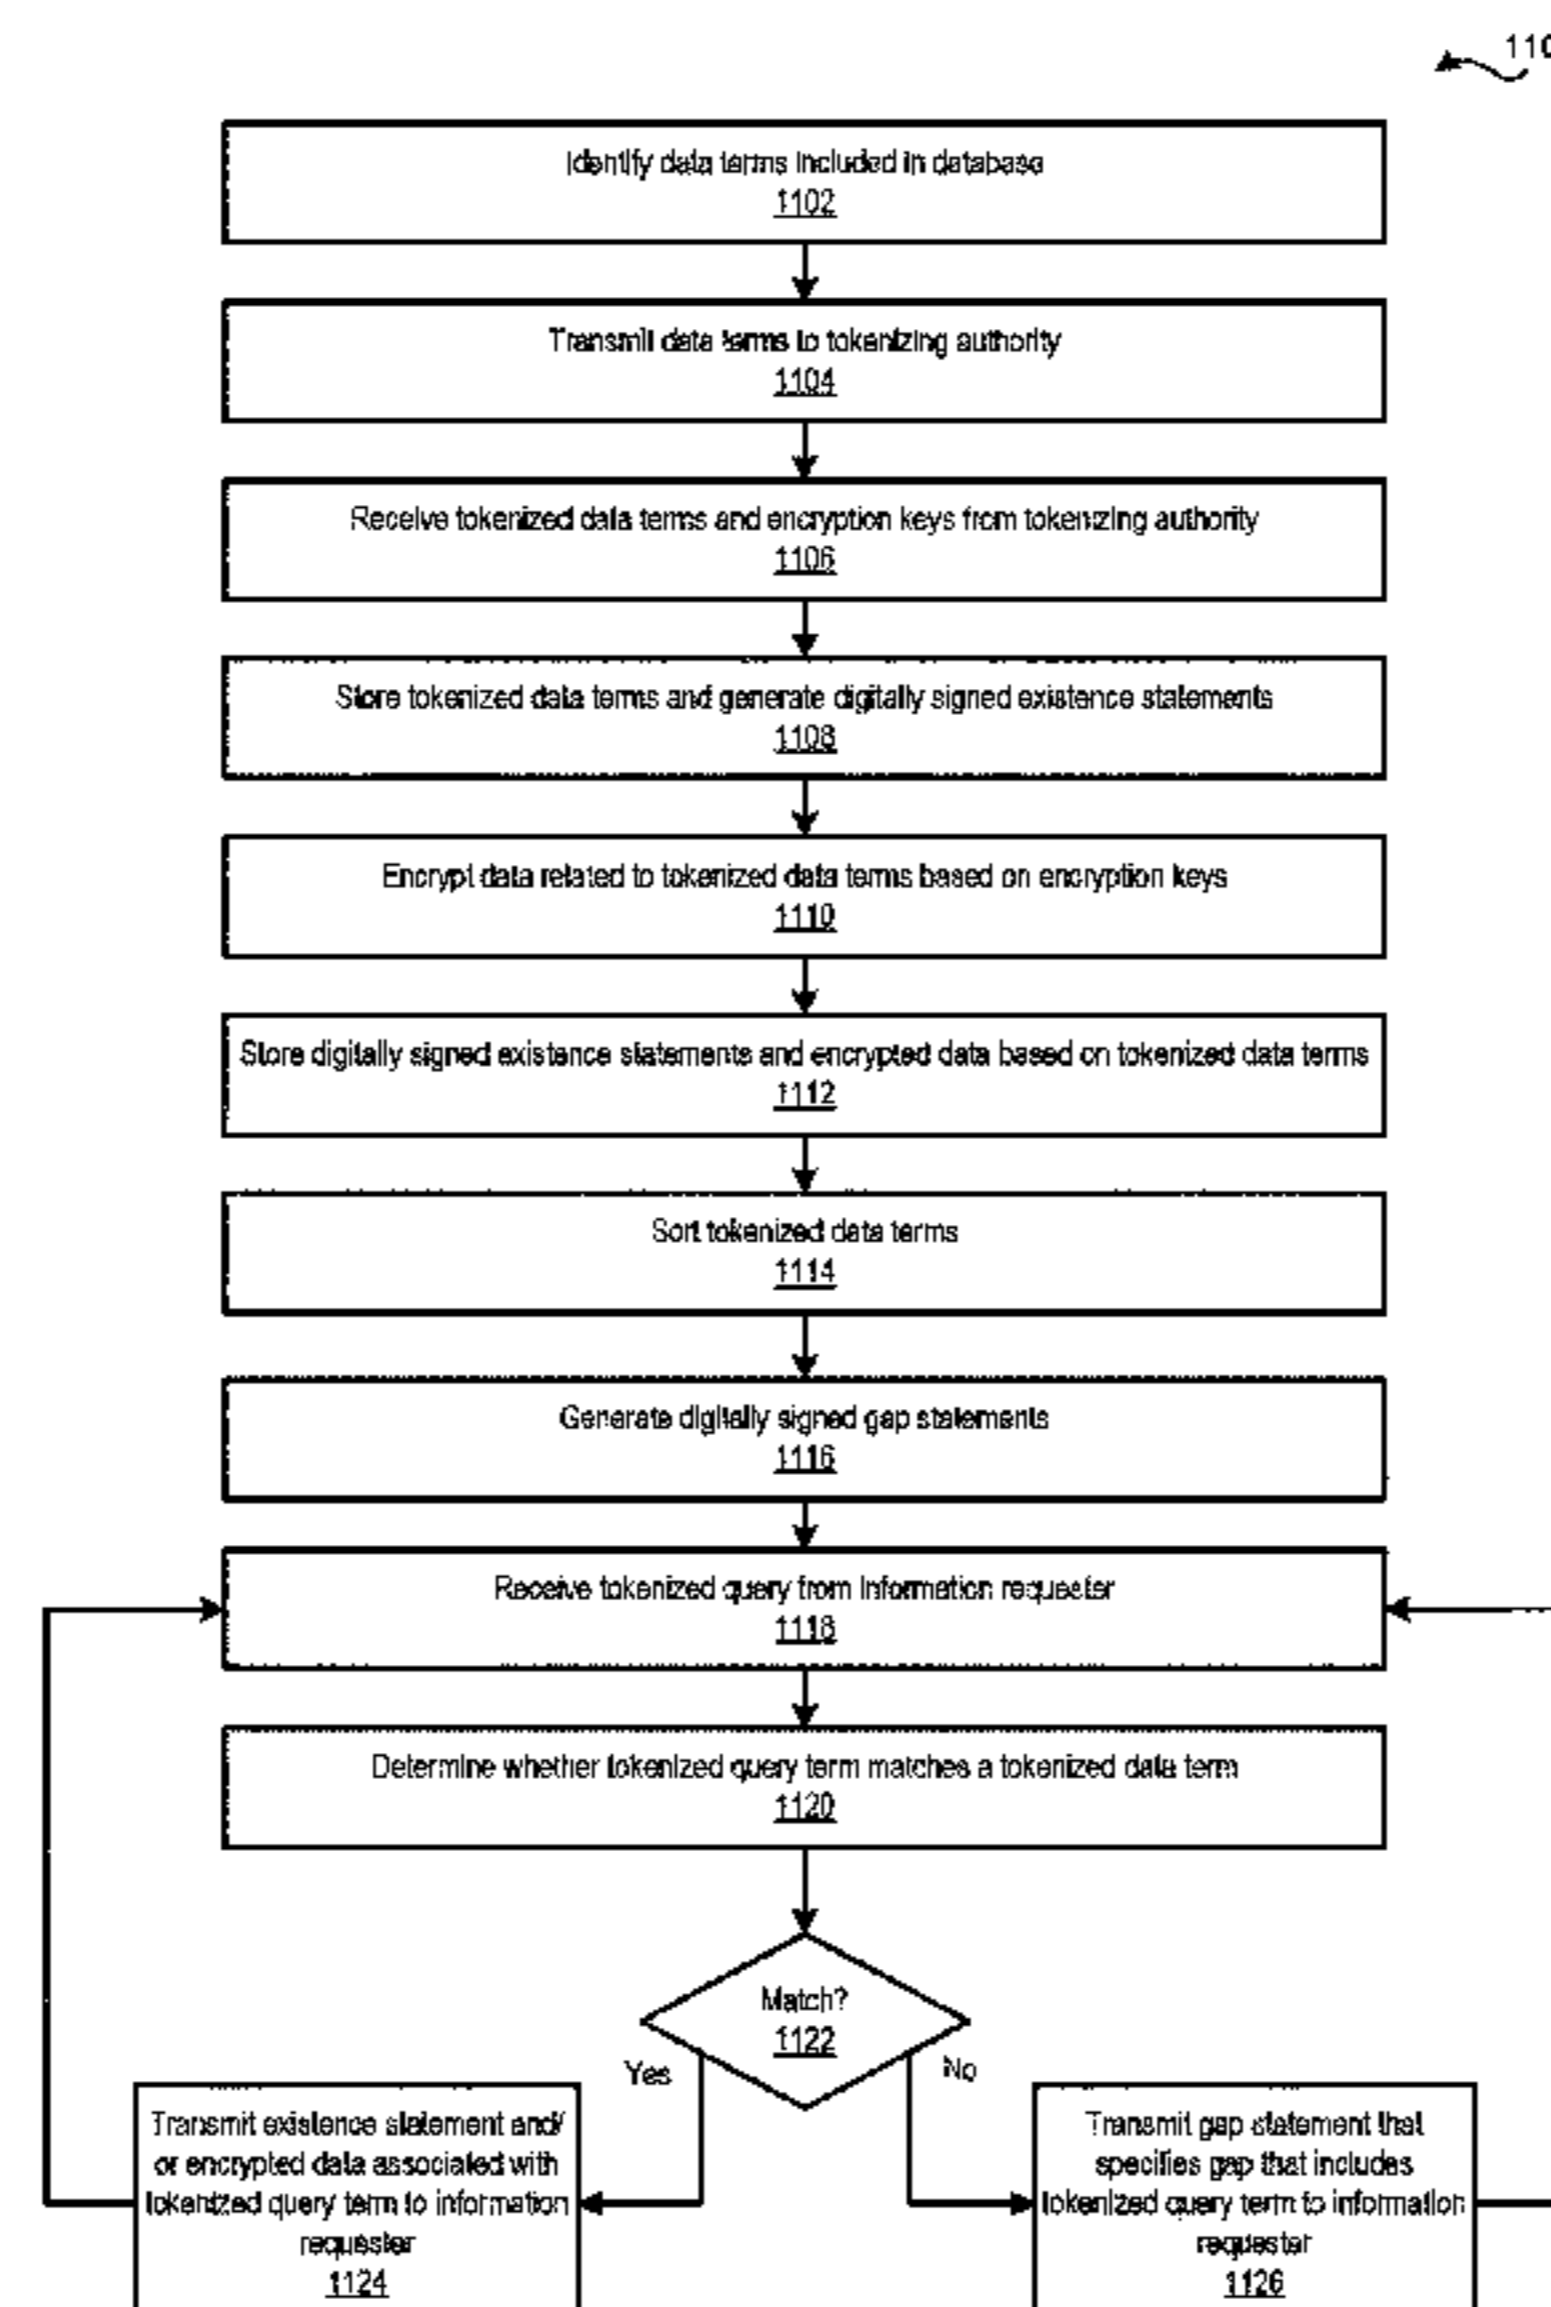 110
Identify data terms included in database
1102
Transmit data terms to tokenizing authority
1104
Receive tokenized data terms and encryption keys from tokenizing authority
1106
Store tokenized data terms and generate digitally signed existence statements
1108
Encrypt data related to tokenized data terms based on encryption keys
1110
Store digitally signed existence statements and encrypted data based on tokenized data terms
1112
Sort tokenized data terms
1114
Generate digitally signed gap statements
1116
Receive tokenized query from information requester
1118
Determine whether tokenized query term matches a tokenized data term
1120
Match?
1122
Yes
No
Transmit existence statement and/
or encrypted data associated with
tokenized query term to information
requester
1124
Transmit gap statement that
specifies gap that includes
tokenized query term to information
requester
1126